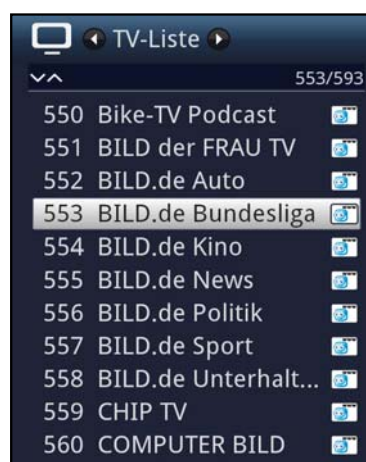 TV-Liste
553/593
550 Bike-TV Podcast
551 BILD der FRAU TV
552 BILD.de Auto
553 BILD.de Bundesliga
554 BILD.de Kino
555 BILD.de News
556 BILD.de Politik
557 BILD.de Sport
558 BILD.de Unterhalt...
559 CHIP TV
560 COMPUTER BILD